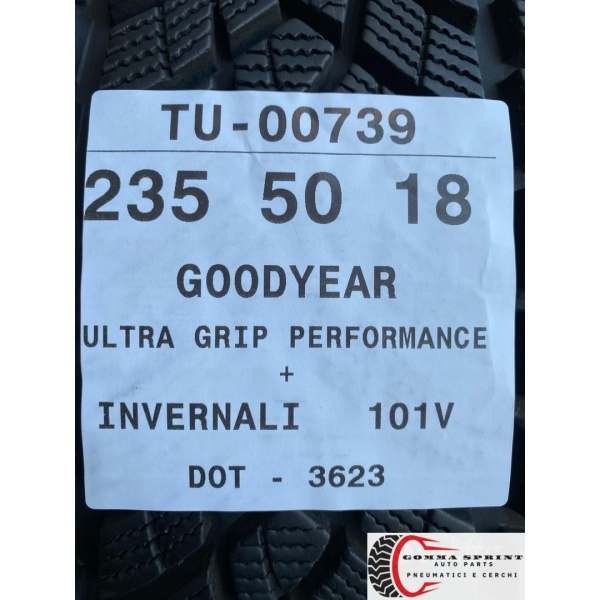 TU-00739
235 50 18
GOODYEAR
ULTRA GRIP PERFORMANCE
+
INVERNALI 101V
DOT - 3623
GOMMA SPRINT
AUTO PARTS
PNEUMATICI E CERCHI